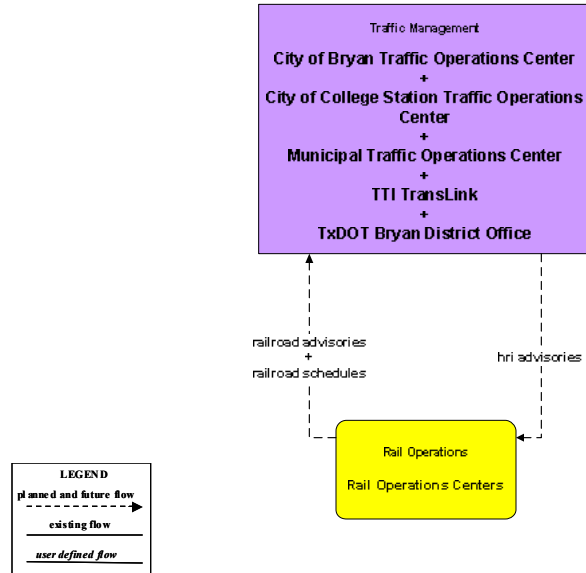 Traffic Management
City of Bryan Traffic Operations Center
+
City of College Station Traffic Operations
Center
+
Municipal Traffic Operations Center
+
TTI TransLink
+
TxDOT Bryan District Office
railroad advisories
+
railroad schedules
hri advisories
Rail Operations
Rail Operations Centers
LEGEND
planned and future flow
existing flow
user defined flow